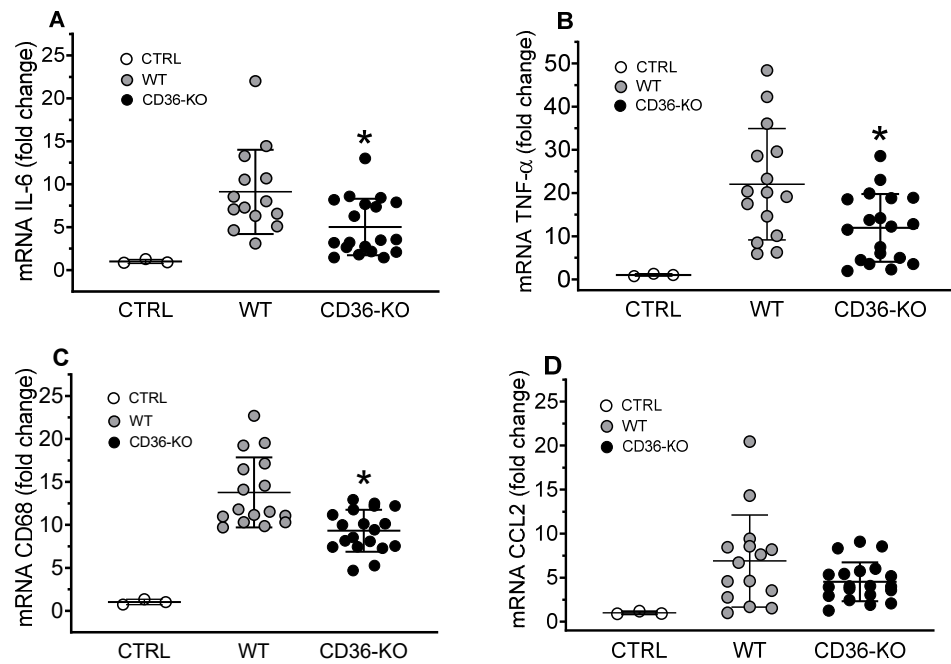 A
mRNA IL-6 (fold change)
25
20
15
10
5
0
CTRL
WT
CD36-KO
*
CTRL WT CD36-KO
B
mRNA TNF-α (fold change)
50
40
30
20
10
0
CTRL
WT
CD36-KO
*
CTRL WT CD36-KO
C
mRNA CD68 (fold change)
25
20
15
10
5
0
CTRL
WT
CD36-KO
*
CTRL WT CD36-KO
D
mRNA CCL2 (fold change)
25
20
15
10
5
0
CTRL
WT
CD36-KO
CTRL WT CD36-KO